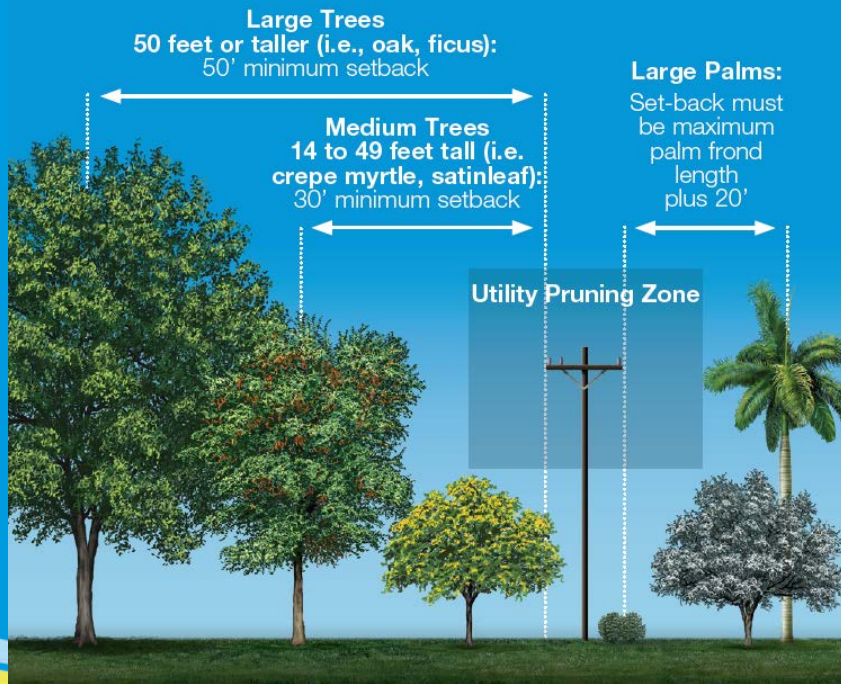 Large Trees
50 feet or taller (i.e., oak, ficus):
50' minimum setback
Medium Trees
14 to 49 feet tall (i.e.
crepe myrtle, satinleaf):
30' minimum setback
Large Palms:
Set-back must
be maximum
palm frond
length
plus 20'
Utility Pruning Zone